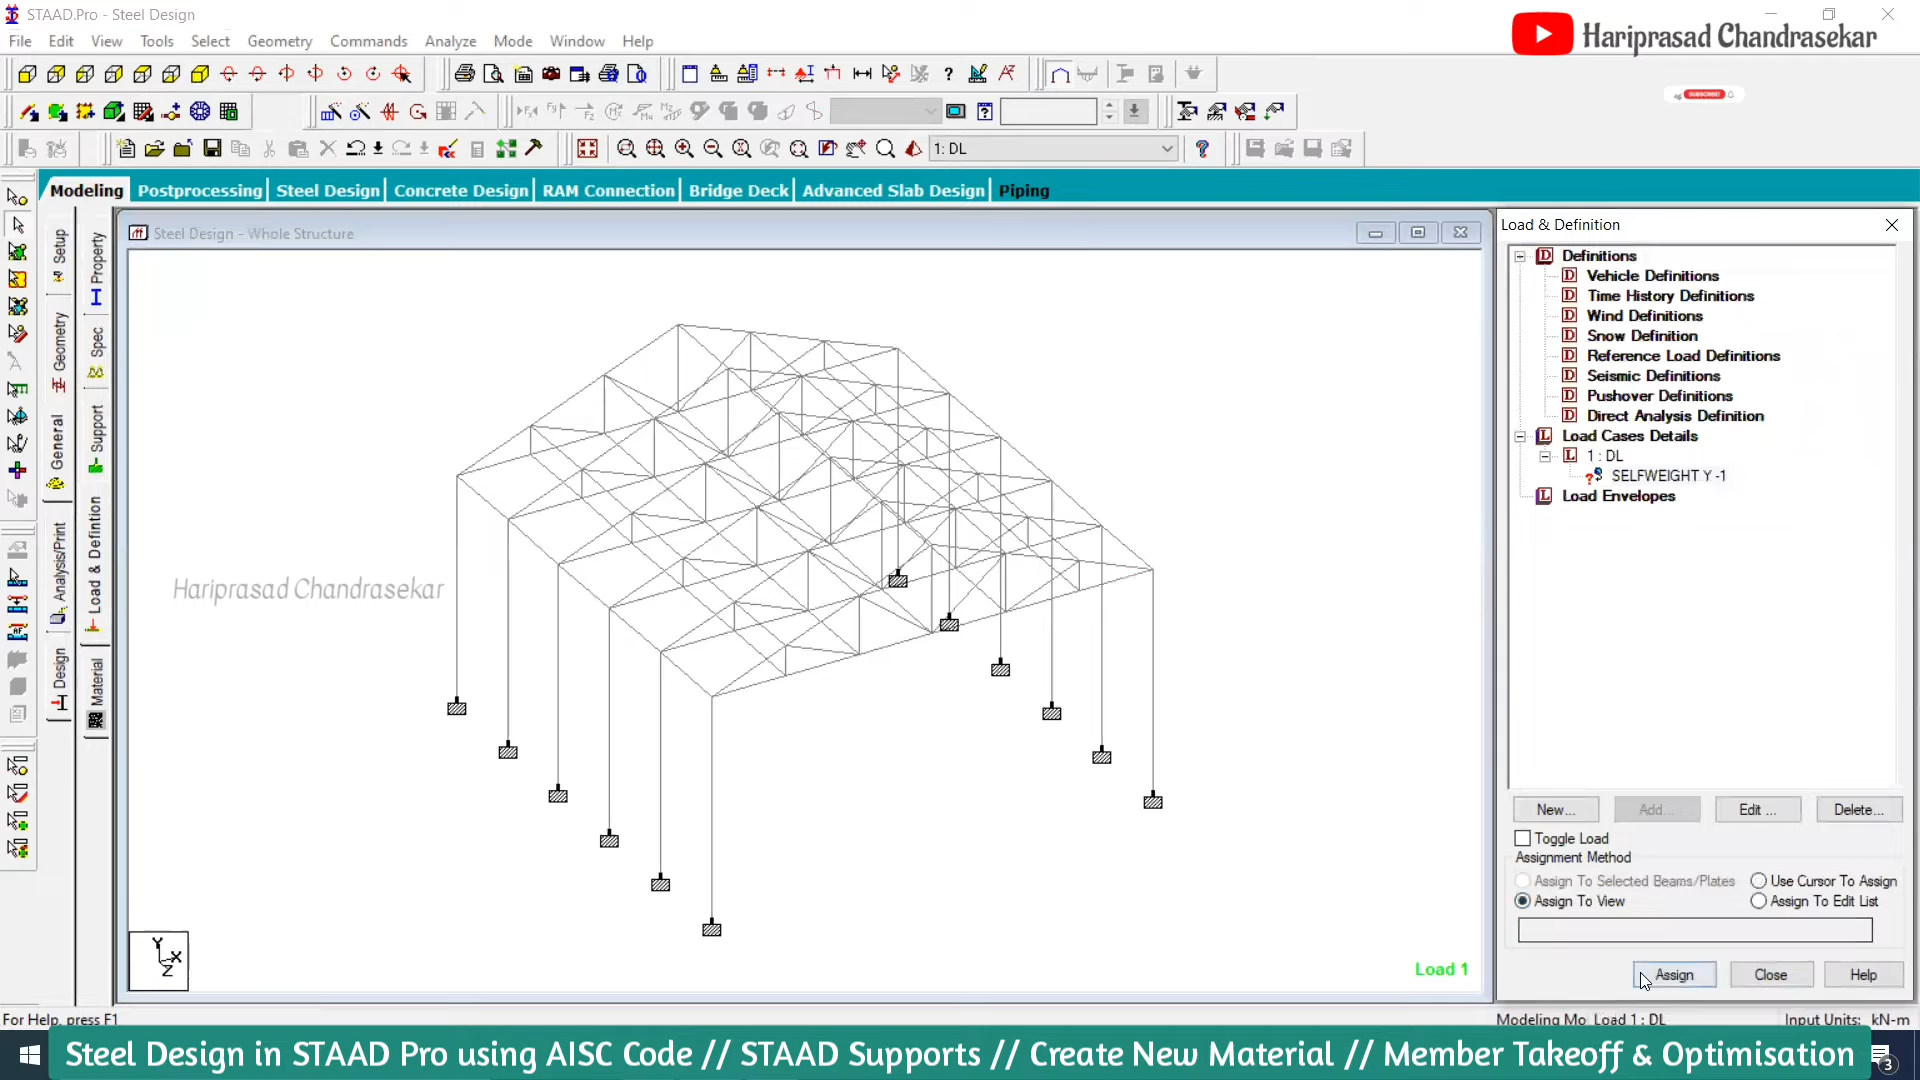 STAAD.Pro - Steel Design
Hariprasad Chandrasekar
File Edit View Tools Select Geometry Commands Analyze Mode Window Help
SUBSCRIBE
1: DL
Modeling Postprocessing Steel Design Concrete Design RAM Connection Bridge Deck Advanced Slab Design Piping
Setup
Geometry
General
Analysis/Print
Design
Property
Spec
Support
Load & Definition
Material
Steel Design - Whole Structure
Hariprasad Chandrasekar
Y
X
Z
Load 1
Load & Definition
Definitions
Vehicle Definitions
Time History Definitions
Wind Definitions
Snow Definition
Reference Load Definitions
Seismic Definitions
Pushover Definitions
Direct Analysis Definition
Load Cases Details
1 : DL
SELFWEIGHT Y -1
Load Envelopes
New... Add... Edit ... Delete...
Toggle Load
Assignment Method
Assign To Selected Beams/Plates Use Cursor To Assign
Assign To View Assign To Edit List
Assign Close Help
For Help, press F1 Modeling Mo Load 1 : DL Input Units: kN-m
Steel Design in STAAD Pro using AISC Code // STAAD Supports // Create New Material // Member Takeoff & Optimisation
3